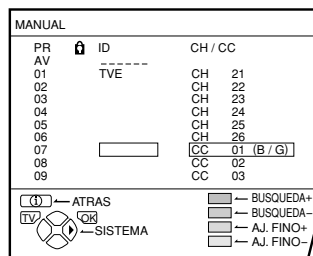 MANUAL
PR ID CH / CC
AV ------
01 TVE CH 21
02 CH 22
03 CH 23
04 CH 24
05 CH 25
06 CH 26
07 CC 01 (B / G)
08 CC 02
09 CC 03
ATRAS
TV OK
SISTEMA
BUSQUEDA+
BUSQUEDA−
AJ. FINO+
AJ. FINO−